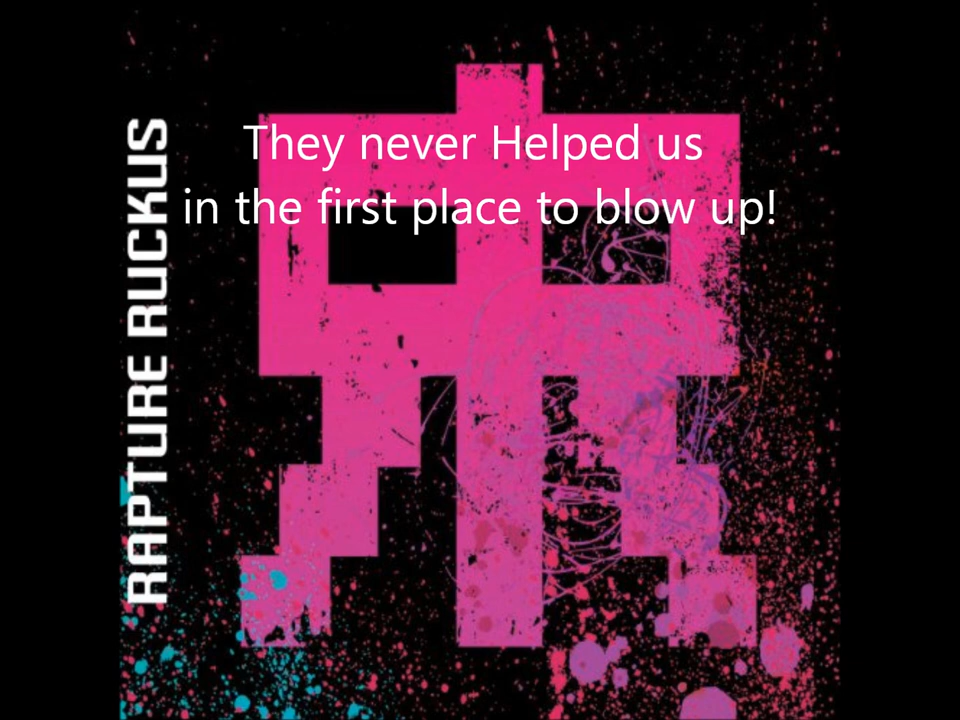 RAPTURE RUCKUS
They never Helped us
in the first place to blow up!